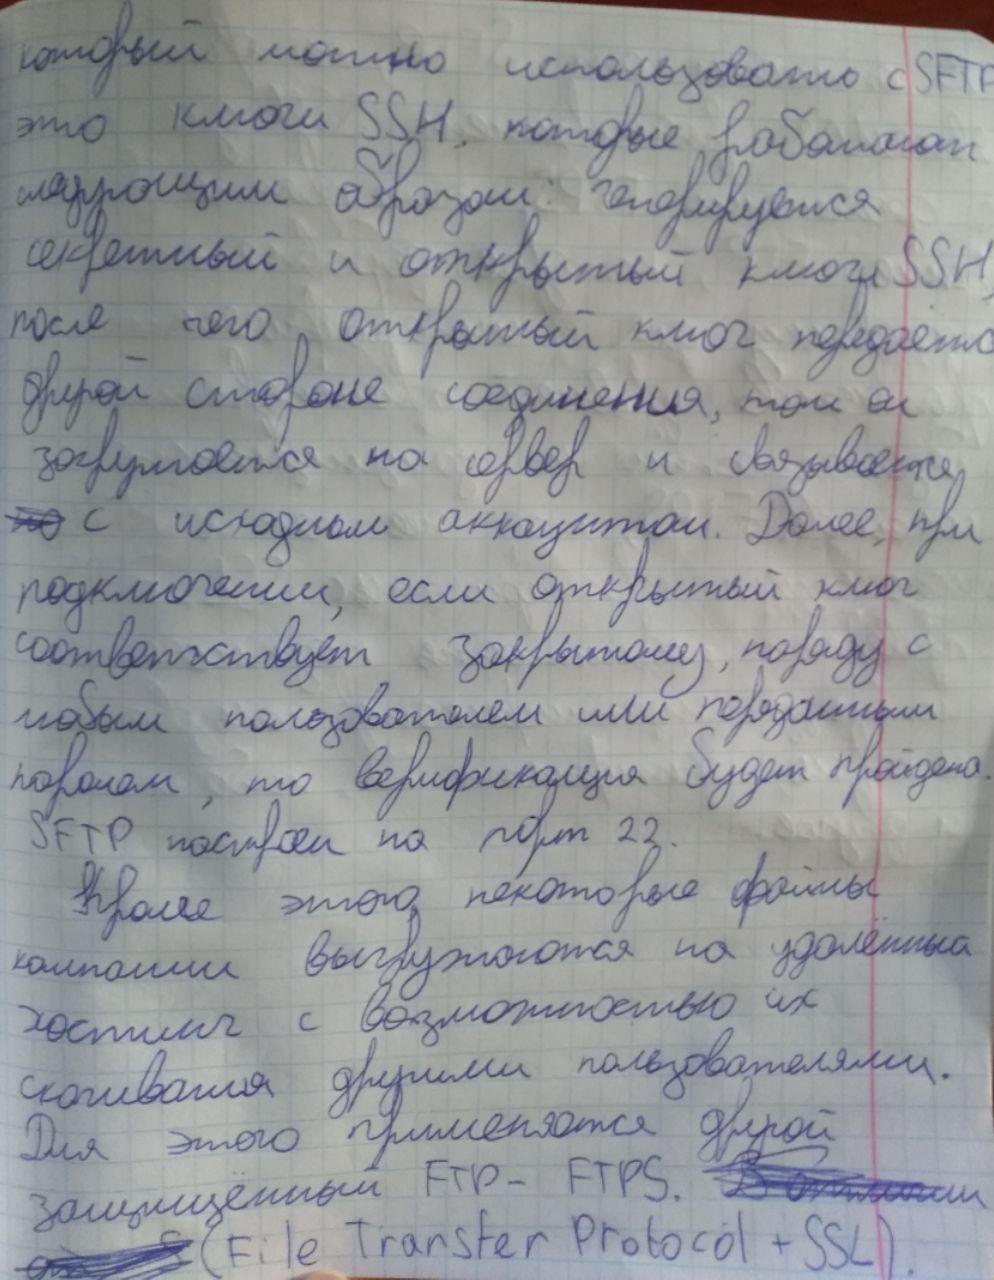 который можно использовать с SFTP
это ключи SSH, которые работают
следующим образом: генерируется
секретный и открытый ключи SSH,
после чего открытый ключ передаётся
другой стороне соединения, там он
загружается на сервер и связывается
с исходным аккаунтом. Далее, при
подключении, если открытый ключ
соответствует закрытому, наряду с
любым пользователем или переданным
паролем, то верификация будет пройдена.
SFTP настроен на порт 22.
Кроме этого, некоторые файлы
компании выгружаются на удалённый
хостинг с возможностью их
скачивания другими пользователями.
Для этого применяется другой
защищённый FTP - FTPS.
(File Transfer Protocol + SSL).